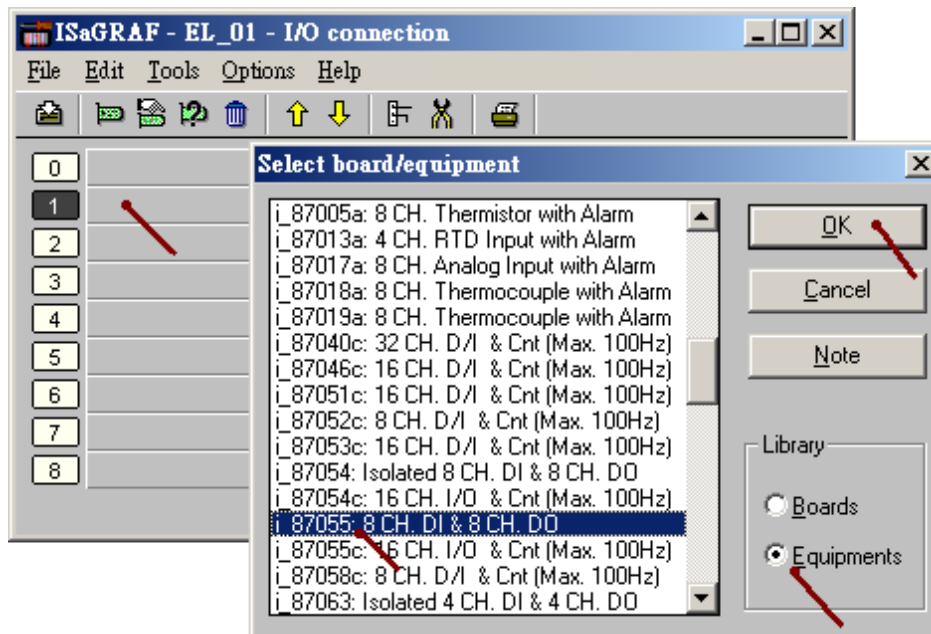 ISaGRAF - EL_01 - I/O connection
File Edit Tools Options Help
0
1
2
3
4
5
6
7
8
Select board/equipment
i_87005a: 8 CH. Thermistor with Alarm
i_87013a: 4 CH. RTD Input with Alarm
i_87017a: 8 CH. Analog Input with Alarm
i_87018a: 8 CH. Thermocouple with Alarm
i_87019a: 8 CH. Thermocouple with Alarm
i_87040c: 32 CH. D/I & Cnt (Max. 100Hz)
i_87046c: 16 CH. D/I & Cnt (Max. 100Hz)
i_87051c: 16 CH. D/I & Cnt (Max. 100Hz)
i_87052c: 8 CH. D/I & Cnt (Max. 100Hz)
i_87053c: 16 CH. D/I & Cnt (Max. 100Hz)
i_87054: Isolated 8 CH. DI & 8 CH. DO
i_87054c: 16 CH. I/O & Cnt (Max. 100Hz)
i_87055: 8 CH. DI & 8 CH. DO
i_87055c: 16 CH. I/O & Cnt (Max. 100Hz)
i_87058c: 8 CH. D/I & Cnt (Max. 100Hz)
i_87063: Isolated 4 CH. DI & 4 CH. DO
OK
Cancel
Note
Library
Boards
Equipments